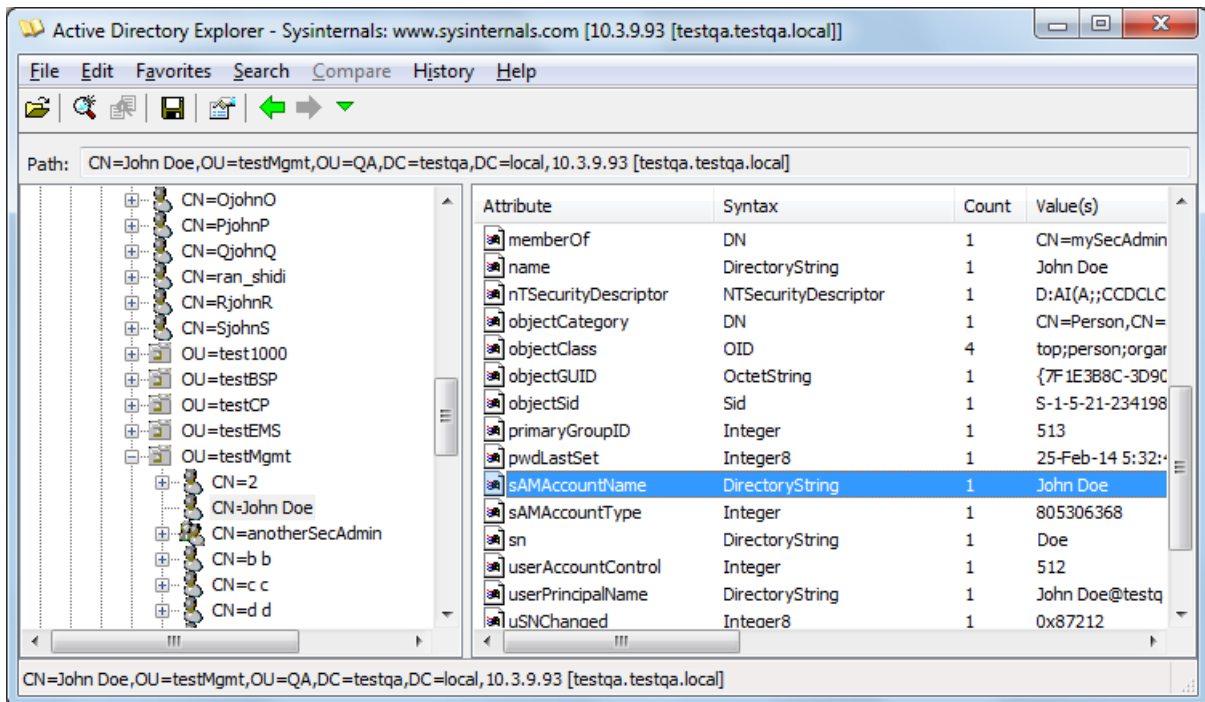 Active Directory Explorer - Sysinternals: www.sysinternals.com [10.3.9.93 [testqa.testqa.local]]
File Edit Favorites Search Compare History Help
Path: CN=John Doe,OU=testMgmt,OU=QA,DC=testqa,DC=local,10.3.9.93 [testqa.testqa.local]
CN=OjohnO
CN=PjohnP
CN=QjohnQ
CN=ran_shidi
CN=RjohnR
CN=SjohnS
OU=test1000
OU=testBSP
OU=testCP
OU=testEMS
OU=testMgmt
CN=2
CN=John Doe
CN=anotherSecAdmin
CN=b b
CN=c c
CN=d d
Attribute Syntax Count Value(s)
memberOf DN 1 CN=mySecAdmin
name DirectoryString 1 John Doe
nTSecurityDescriptor NTSecurityDescriptor 1 D:AI(A;;CCDCLC
objectCategory DN 1 CN=Person,CN=
objectClass OID 4 top;person;organ
objectGUID OctetString 1 {7F1E3B8C-3D90
objectSid Sid 1 S-1-5-21-234198
primaryGroupID Integer 1 513
pwdLastSet Integer8 1 25-Feb-14 5:32:4
sAMAccountName DirectoryString 1 John Doe
sAMAccountType Integer 1 805306368
sn DirectoryString 1 Doe
userAccountControl Integer 1 512
userPrincipalName DirectoryString 1 John Doe@testq
uSNChanged Integer8 1 0x87212
CN=John Doe,OU=testMgmt,OU=QA,DC=testqa,DC=local,10.3.9.93 [testqa.testqa.local]